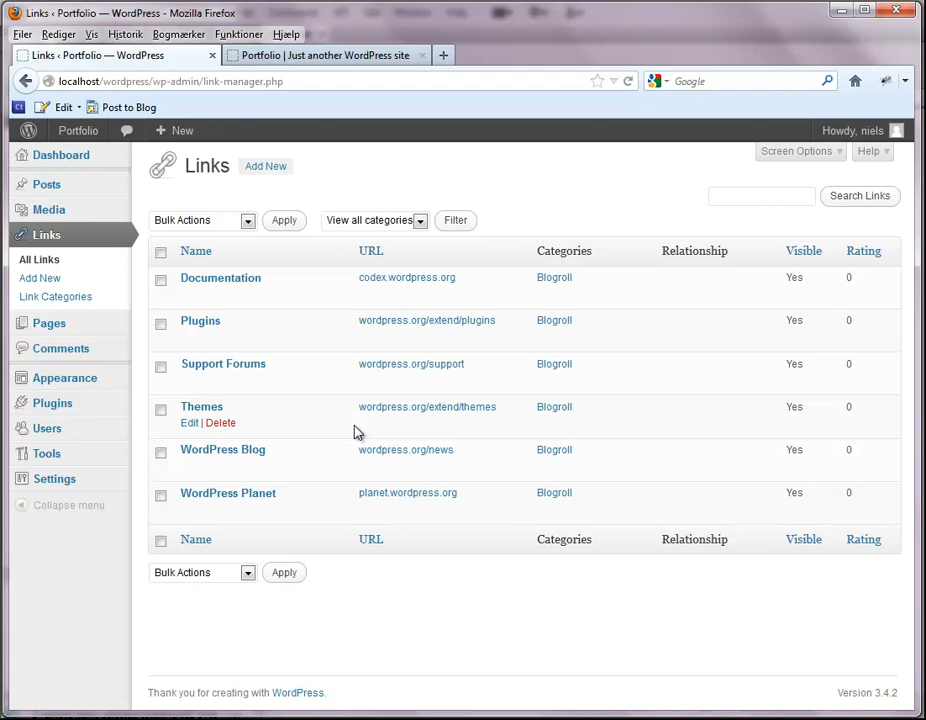 Links ‹ Portfolio — WordPress - Mozilla Firefox
Filer Rediger Vis Historik Bogmærker Funktioner Hjælp
Links ‹ Portfolio — WordPress × Portfolio | Just another WordPress site × +
localhost/wordpress/wp-admin/link-manager.php Google
Ct Edit Post to Blog
Portfolio + New Howdy, niels
Dashboard
Posts
Media
Links
All Links
Add New
Link Categories
Pages
Comments
Appearance
Plugins
Users
Tools
Settings
Collapse menu
Screen Options Help
Links Add New
Search Links
Bulk Actions Apply View all categories Filter
Name URL Categories Relationship Visible Rating
Documentation codex.wordpress.org Blogroll Yes 0
Plugins wordpress.org/extend/plugins Blogroll Yes 0
Support Forums wordpress.org/support Blogroll Yes 0
Themes wordpress.org/extend/themes Blogroll Yes 0
Edit | Delete
WordPress Blog wordpress.org/news Blogroll Yes 0
WordPress Planet planet.wordpress.org Blogroll Yes 0
Name URL Categories Relationship Visible Rating
Bulk Actions Apply
Thank you for creating with WordPress. Version 3.4.2